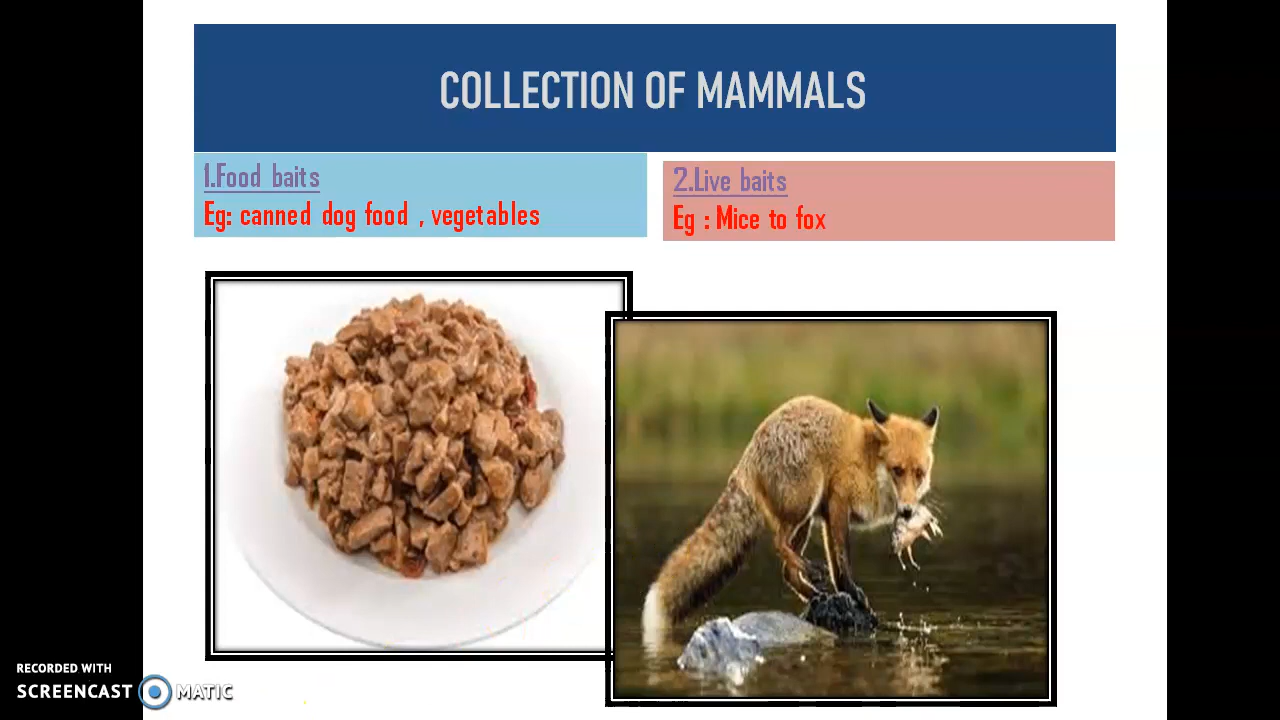 COLLECTION OF MAMMALS
1.Food baits
Eg: canned dog food , vegetables
2.Live baits
Eg : Mice to fox
RECORDED WITH
SCREENCAST MATIC